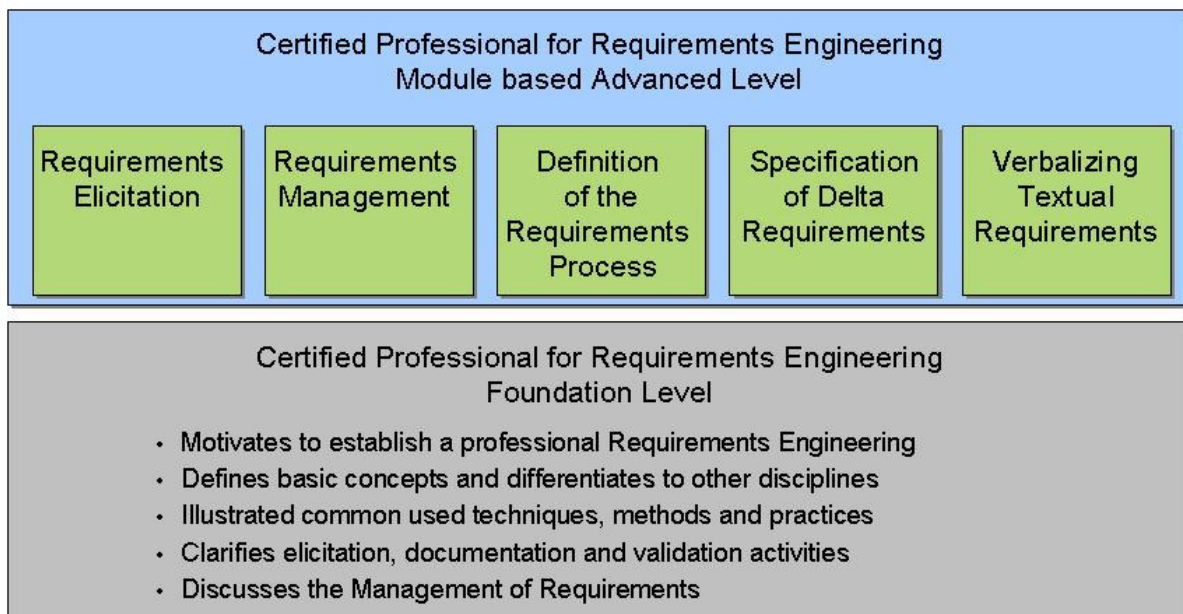 Certified Professional for Requirements Engineering
Module based Advanced Level
Requirements
Elicitation
Requirements
Management
Definition
of the
Requirements
Process
Specification
of Delta
Requirements
Verbalizing
Textual
Requirements
Certified Professional for Requirements Engineering
Foundation Level
• Motivates to establish a professional Requirements Engineering
• Defines basic concepts and differentiates to other disciplines
• Illustrated common used techniques, methods and practices
• Clarifies elicitation, documentation and validation activities
• Discusses the Management of Requirements